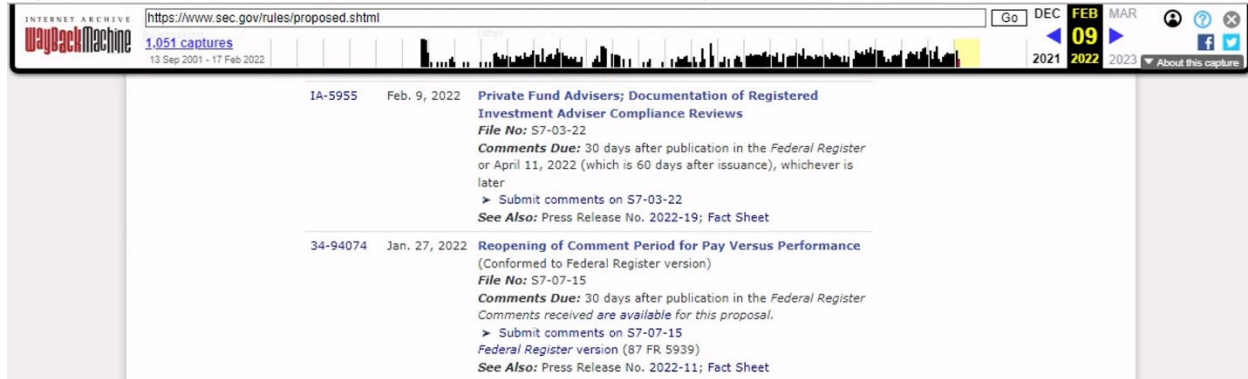 INTERNET ARCHIVE
WayBackMachine
https://www.sec.gov/rules/proposed.shtml
Go
DEC FEB MAR
1,051 captures
09
13 Sep 2001 - 17 Feb 2022
2021 2022 2023
About this capture
IA-5955 Feb. 9, 2022 Private Fund Advisers; Documentation of Registered
Investment Adviser Compliance Reviews
File No: S7-03-22
Comments Due: 30 days after publication in the Federal Register
or April 11, 2022 (which is 60 days after issuance), whichever is
later
➤ Submit comments on S7-03-22
See Also: Press Release No. 2022-19; Fact Sheet
34-94074 Jan. 27, 2022 Reopening of Comment Period for Pay Versus Performance
(Conformed to Federal Register version)
File No: S7-07-15
Comments Due: 30 days after publication in the Federal Register
Comments received are available for this proposal.
➤ Submit comments on S7-07-15
Federal Register version (87 FR 5939)
See Also: Press Release No. 2022-11; Fact Sheet